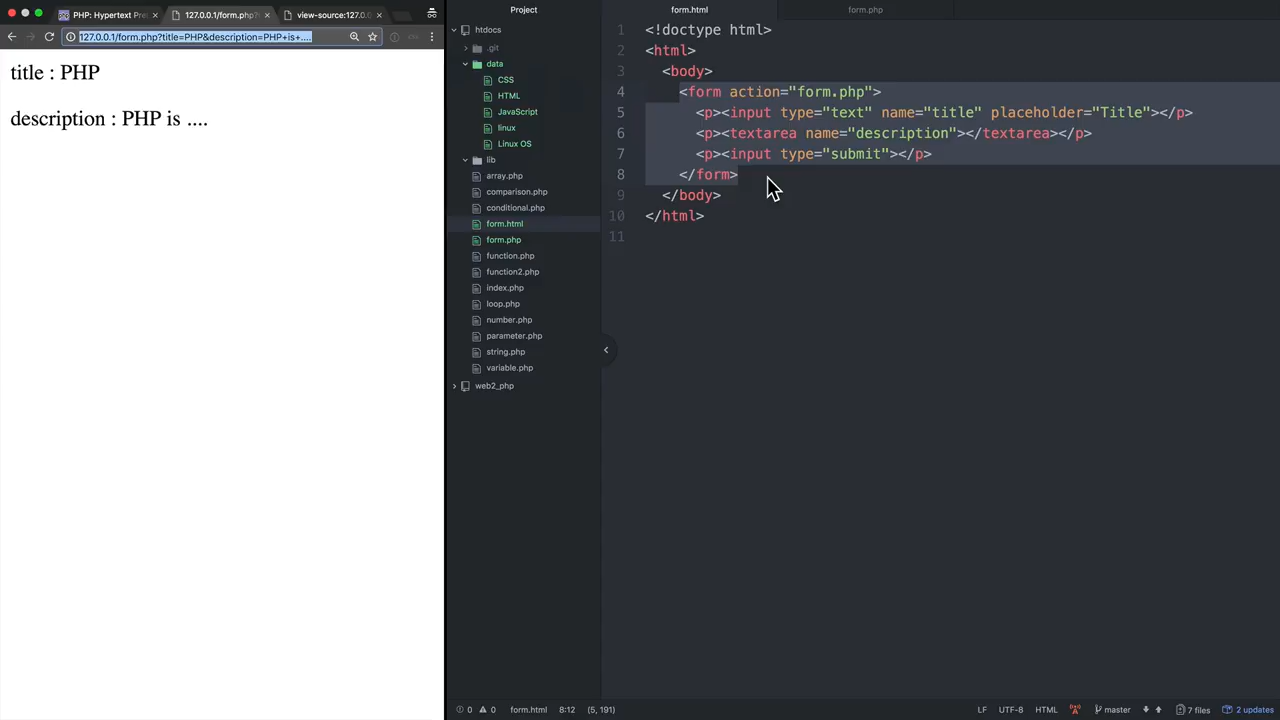 PHP: Hypertext Pre
127.0.0.1/form.php?
view-source:127.0.
127.0.0.1/form.php?title=PHP&description=PHP+is+....
title : PHP
description : PHP is ....
Project
htdocs
.git
data
CSS
HTML
JavaScript
linux
Linux OS
lib
array.php
comparison.php
conditional.php
form.html
form.php
function.php
function2.php
index.php
loop.php
number.php
parameter.php
string.php
variable.php
web2_php
form.html
form.php
1 <!doctype html>
2 <html>
3 <body>
4 <form action="form.php">
5 <p><input type="text" name="title" placeholder="Title"></p>
6 <p><textarea name="description"></textarea></p>
7 <p><input type="submit"></p>
8 </form>
9 </body>
10 </html>
11
0 0 form.html 8:12 (5, 191)
LF UTF-8 HTML master 7 files 2 updates